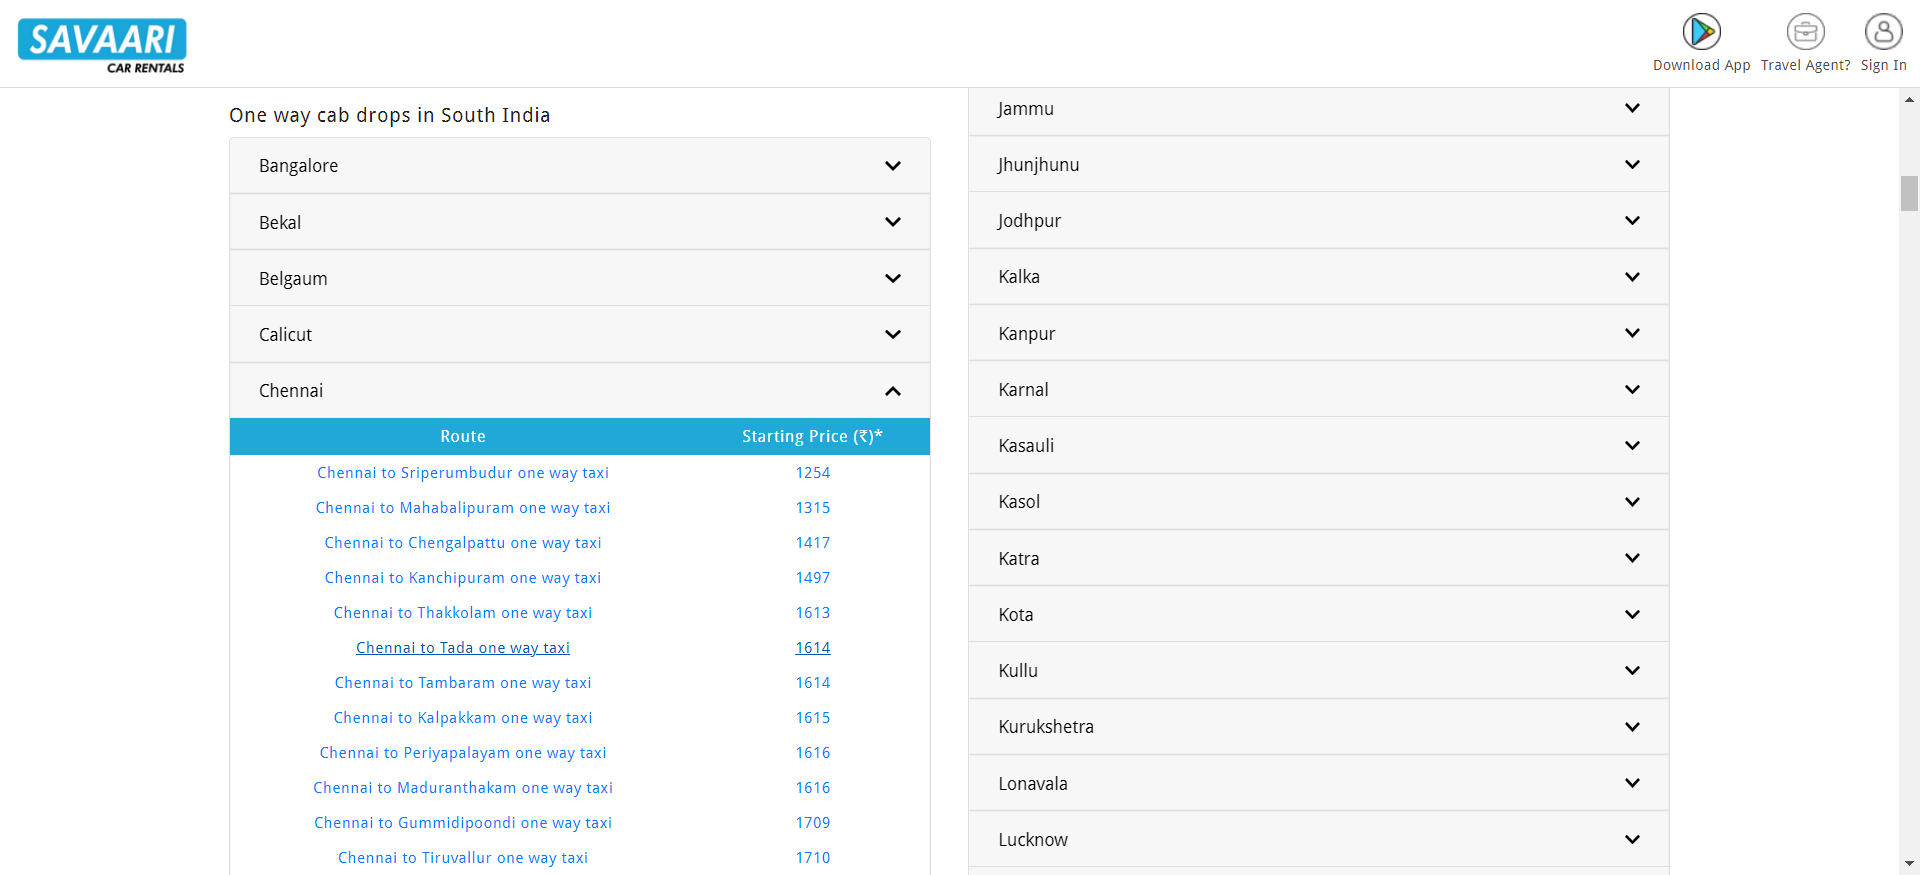 SAVAARI
CAR RENTALS
Download App
Travel Agent?
Sign In
One way cab drops in South India
Bangalore
Bekal
Belgaum
Calicut
Chennai
Route Starting Price (₹)*
Chennai to Sriperumbudur one way taxi 1254
Chennai to Mahabalipuram one way taxi 1315
Chennai to Chengalpattu one way taxi 1417
Chennai to Kanchipuram one way taxi 1497
Chennai to Thakkolam one way taxi 1613
Chennai to Tada one way taxi 1614
Chennai to Tambaram one way taxi 1614
Chennai to Kalpakkam one way taxi 1615
Chennai to Periyapalayam one way taxi 1616
Chennai to Maduranthakam one way taxi 1616
Chennai to Gummidipoondi one way taxi 1709
Chennai to Tiruvallur one way taxi 1710
Jammu
Jhunjhunu
Jodhpur
Kalka
Kanpur
Karnal
Kasauli
Kasol
Katra
Kota
Kullu
Kurukshetra
Lonavala
Lucknow